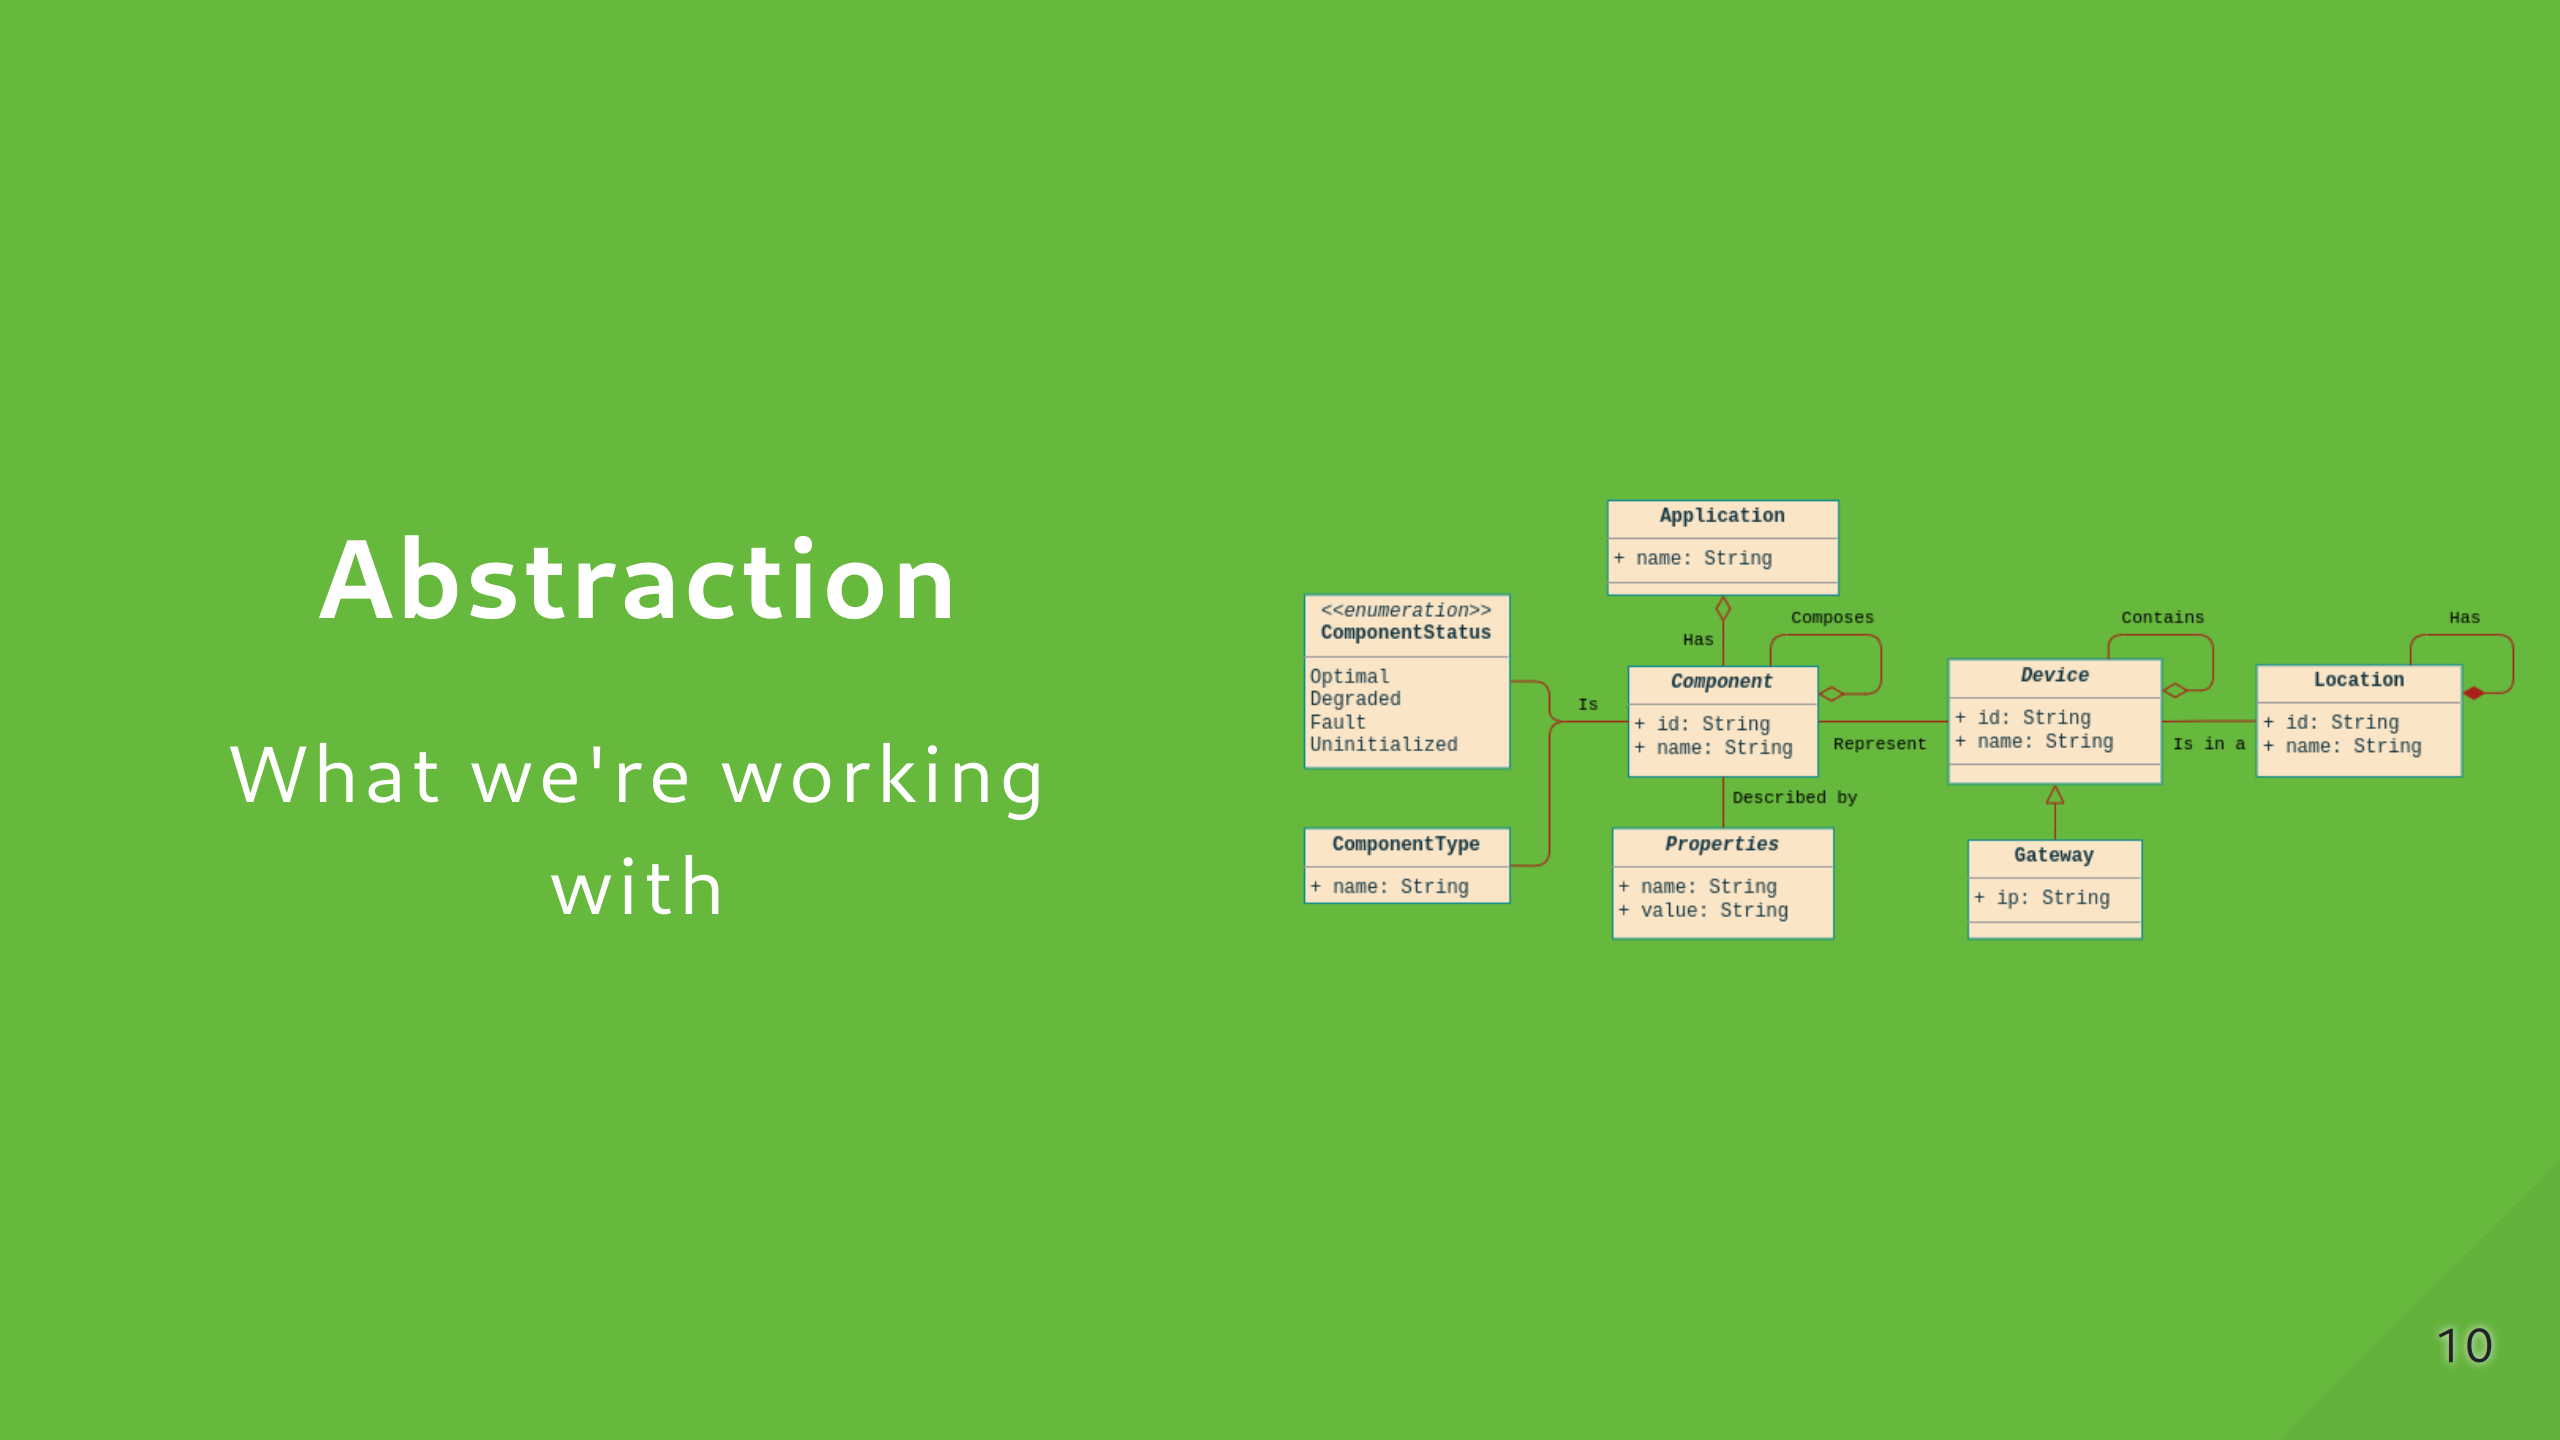 Abstraction
What we're working
with
Application
+ name: String
<<enumeration>>
ComponentStatus
Optimal
Degraded
Fault
Uninitialized
Has
Composes
Contains
Has
Is
Component
+ id: String
+ name: String
Represent
Device
+ id: String
+ name: String
Is in a
Location
+ id: String
+ name: String
Described by
ComponentType
+ name: String
Properties
+ name: String
+ value: String
Gateway
+ ip: String
10